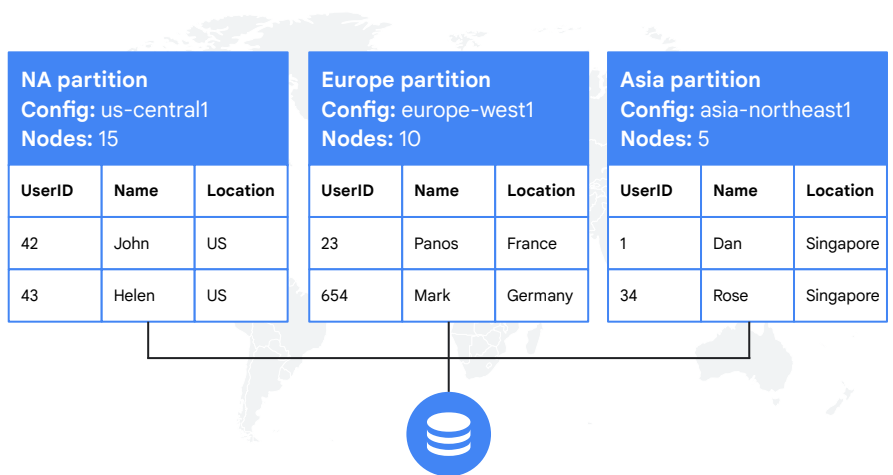 NA partition
Config: us-central1
Nodes: 15
UserID Name Location
42 John US
43 Helen US
Europe partition
Config: europe-west1
Nodes: 10
UserID Name Location
23 Panos France
654 Mark Germany
Asia partition
Config: asia-northeast1
Nodes: 5
UserID Name Location
1 Dan Singapore
34 Rose Singapore